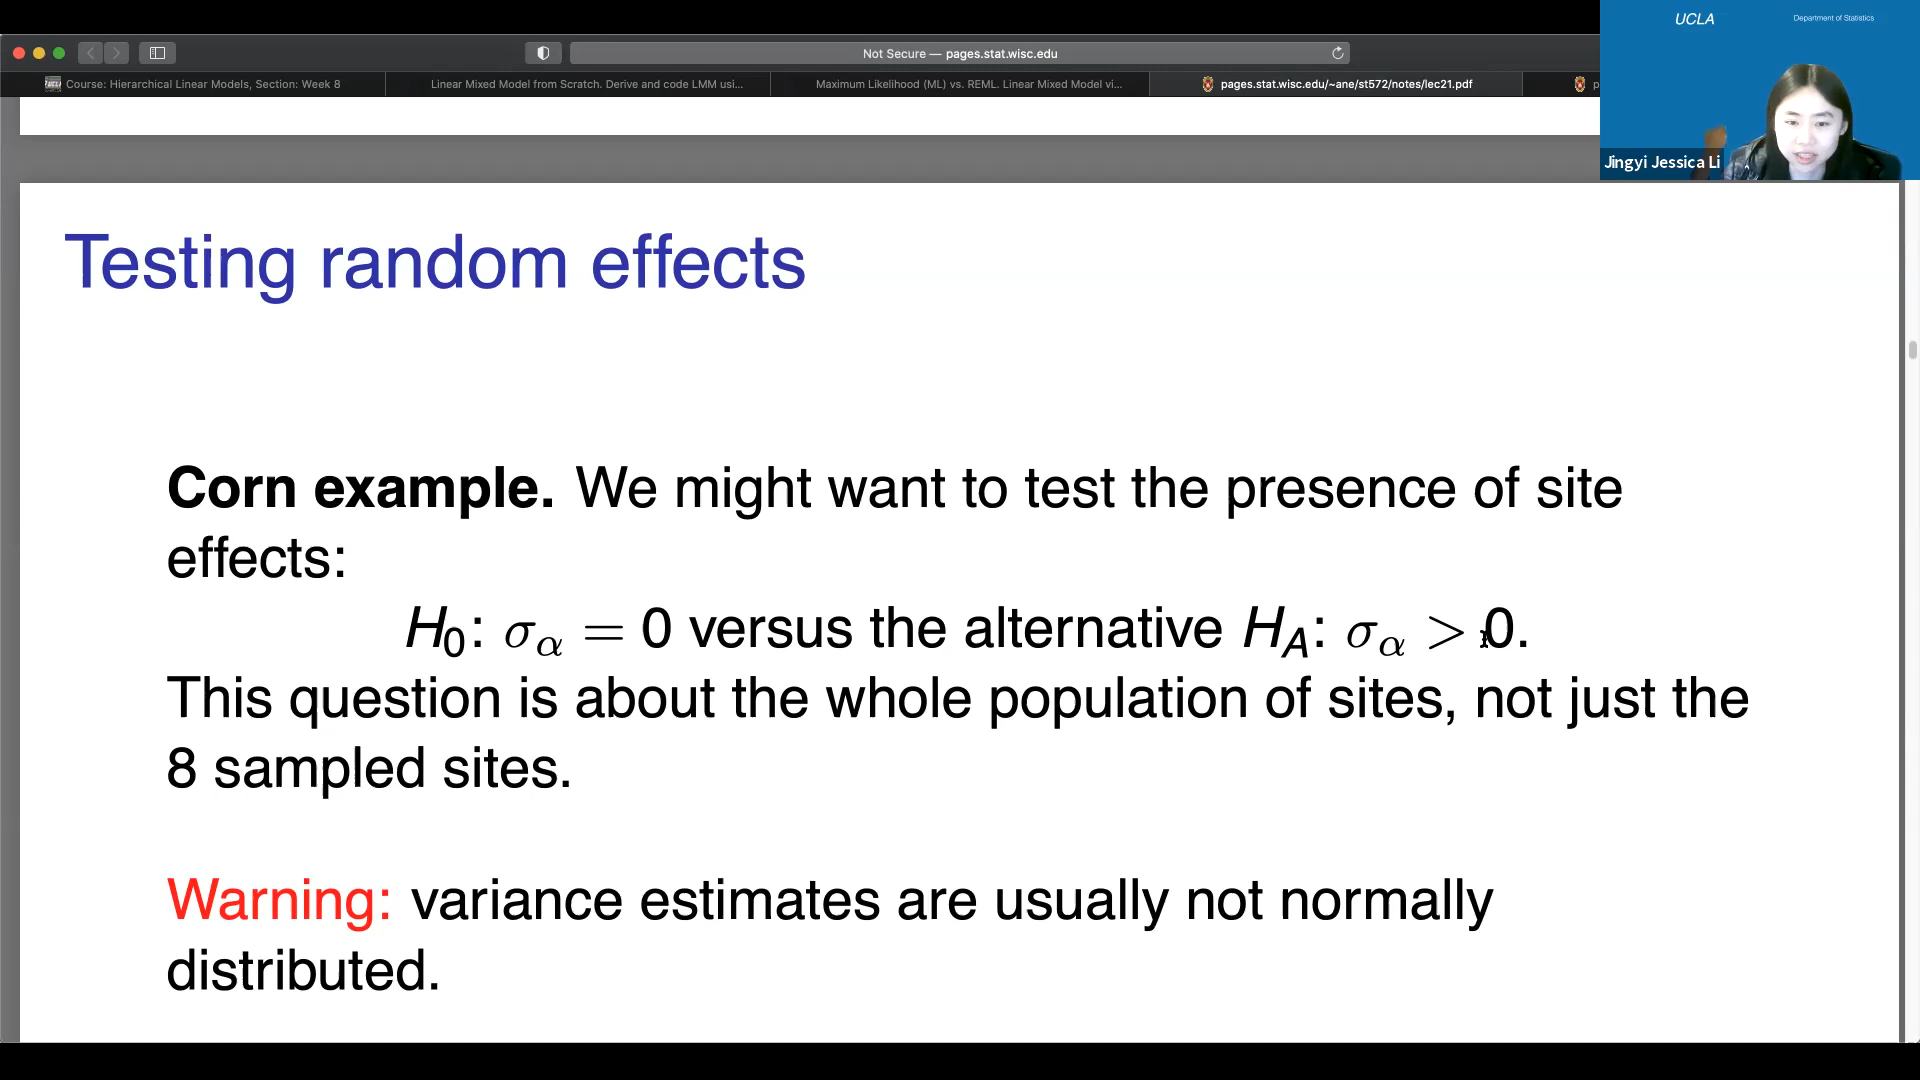 UCLA
Department of Statistics
Not Secure — pages.stat.wisc.edu
Course: Hierarchical Linear Models, Section: Week 8
Linear Mixed Model from Scratch. Derive and code LMM usi...
Maximum Likelihood (ML) vs. REML. Linear Mixed Model vi...
pages.stat.wisc.edu/~ane/st572/notes/lec21.pdf
p
Jingyi Jessica Li
Testing random effects
Corn example. We might want to test the presence of site
effects:
H₀: σ_α = 0 versus the alternative H_A: σ_α > 0.
This question is about the whole population of sites, not just the
8 sampled sites.
Warning: variance estimates are usually not normally
distributed.